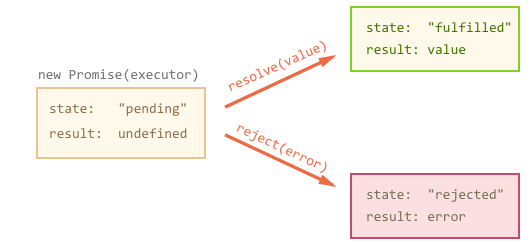 new Promise(executor)
state: "pending"
result: undefined
resolve(value)
reject(error)
state: "fulfilled"
result: value
state: "rejected"
result: error